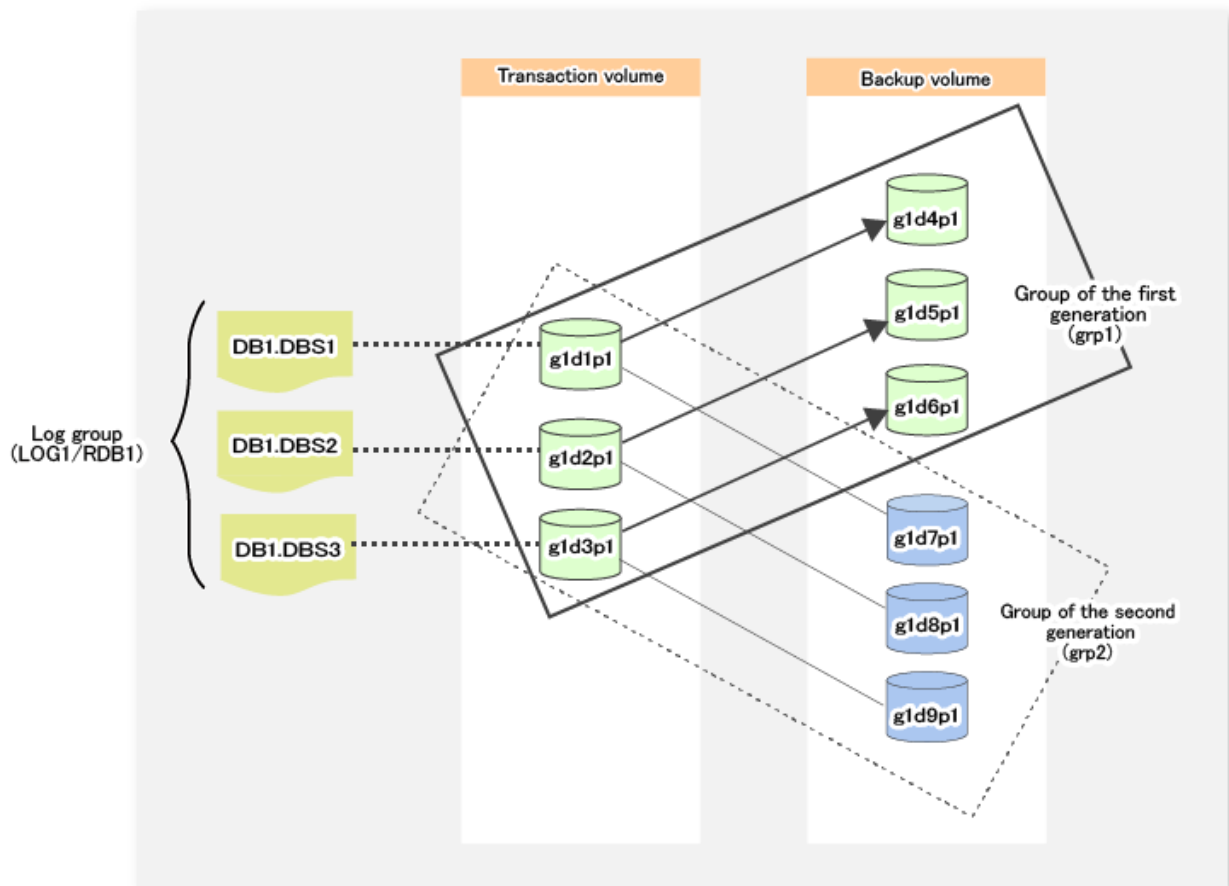 Transaction volume
Backup volume
g1d4p1
Group of the first
generation
(grp1)
g1d5p1
DB1.DBS1
g1d1p1
g1d6p1
Log group
(LOG1/RDB1)
DB1.DBS2
g1d2p1
DB1.DBS3
g1d3p1
g1d7p1
Group of the second
generation
(grp2)
g1d8p1
g1d9p1